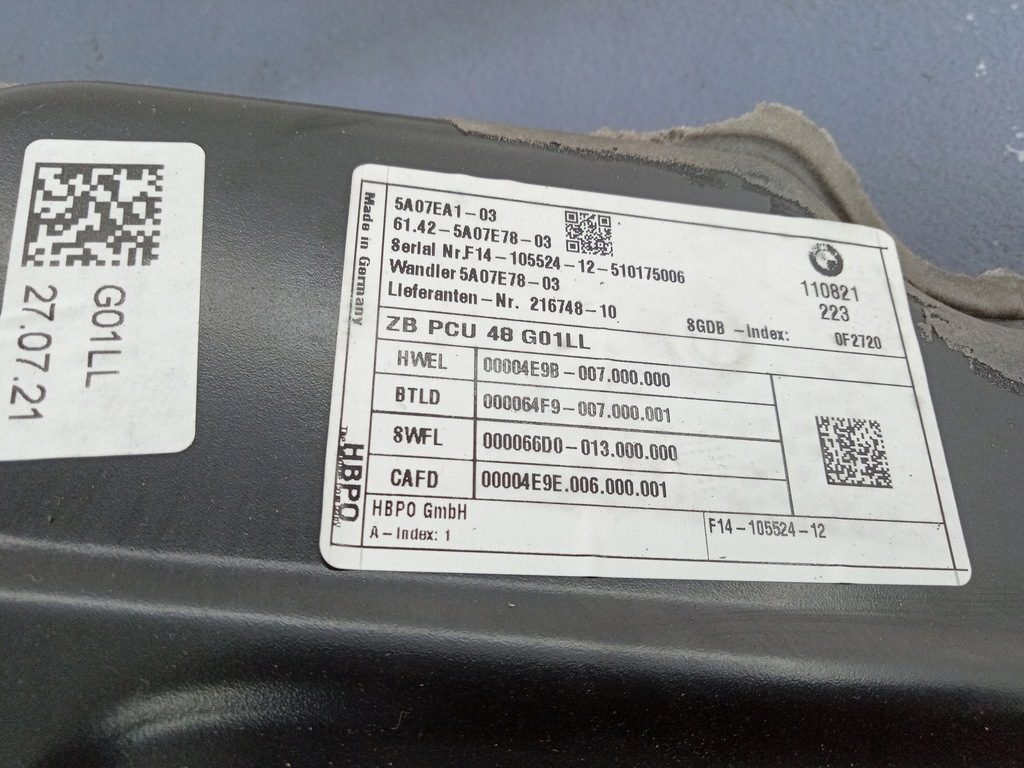 G01LL
27.07.21
Made in Germany
5A07EA1-03
61.42-5A07E78-03
Serial Nr.F14-105524-12-510175006
Wandler5A07E78-03
Lieferanten-Nr. 216748-10
110821
223
SGDB -Index: 0F2720
ZB PCU 48 G01LL
HWEL 00004E9B-007.000.000
BTLD 000064F9-007.000.001
SWFL 000066D0-013.000.000
CAFD 00004E9E.006.000.001
HBPO
HBPO GmbH
A-Index: 1
F14-105524-12